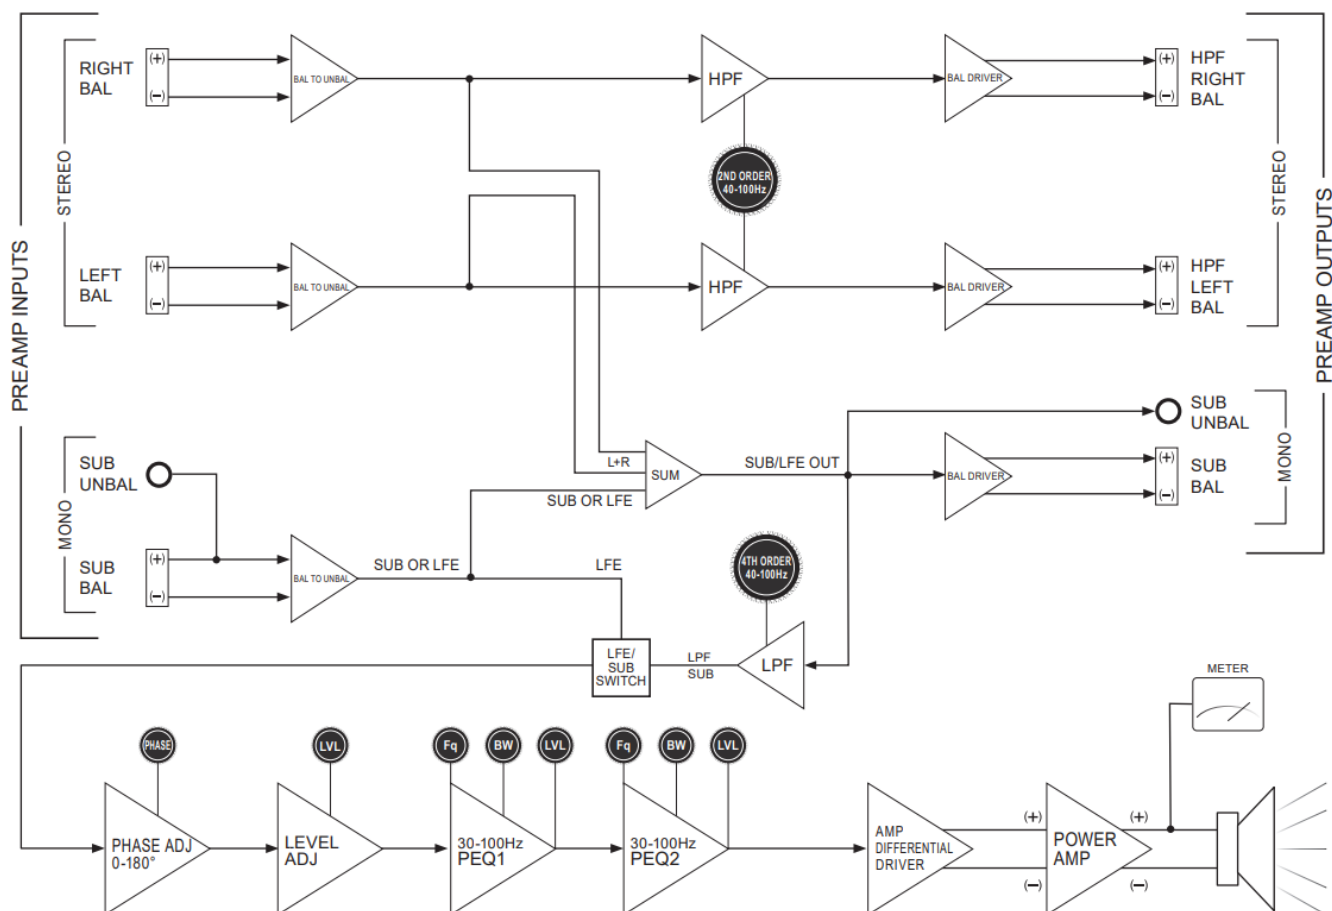 PREAMP INPUTS
STEREO
RIGHT
BAL
(+)
(−)
BAL TO UNBAL
HPF
BAL DRIVER
(+)
(−)
HPF
RIGHT
BAL
2ND ORDER
40-100Hz
STEREO
PREAMP OUTPUTS
LEFT
BAL
(+)
(−)
BAL TO UNBAL
HPF
BAL DRIVER
(+)
(−)
HPF
LEFT
BAL
SUB
UNBAL
MONO
SUB
UNBAL
L+R
SUM
SUB/LFE OUT
BAL DRIVER
(+)
(−)
SUB
BAL
MONO
SUB OR LFE
SUB
BAL
(+)
(−)
BAL TO UNBAL
SUB OR LFE
LFE
4TH ORDER
40-100Hz
LFE/
SUB
SWITCH
LPF
SUB
LPF
METER
PHASE
LVL
Fq
BW
LVL
Fq
BW
LVL
PHASE ADJ
0-180°
LEVEL
ADJ
30-100Hz
PEQ1
30-100Hz
PEQ2
AMP
DIFFERENTIAL
DRIVER
(+)
(−)
POWER
AMP
(+)
(−)